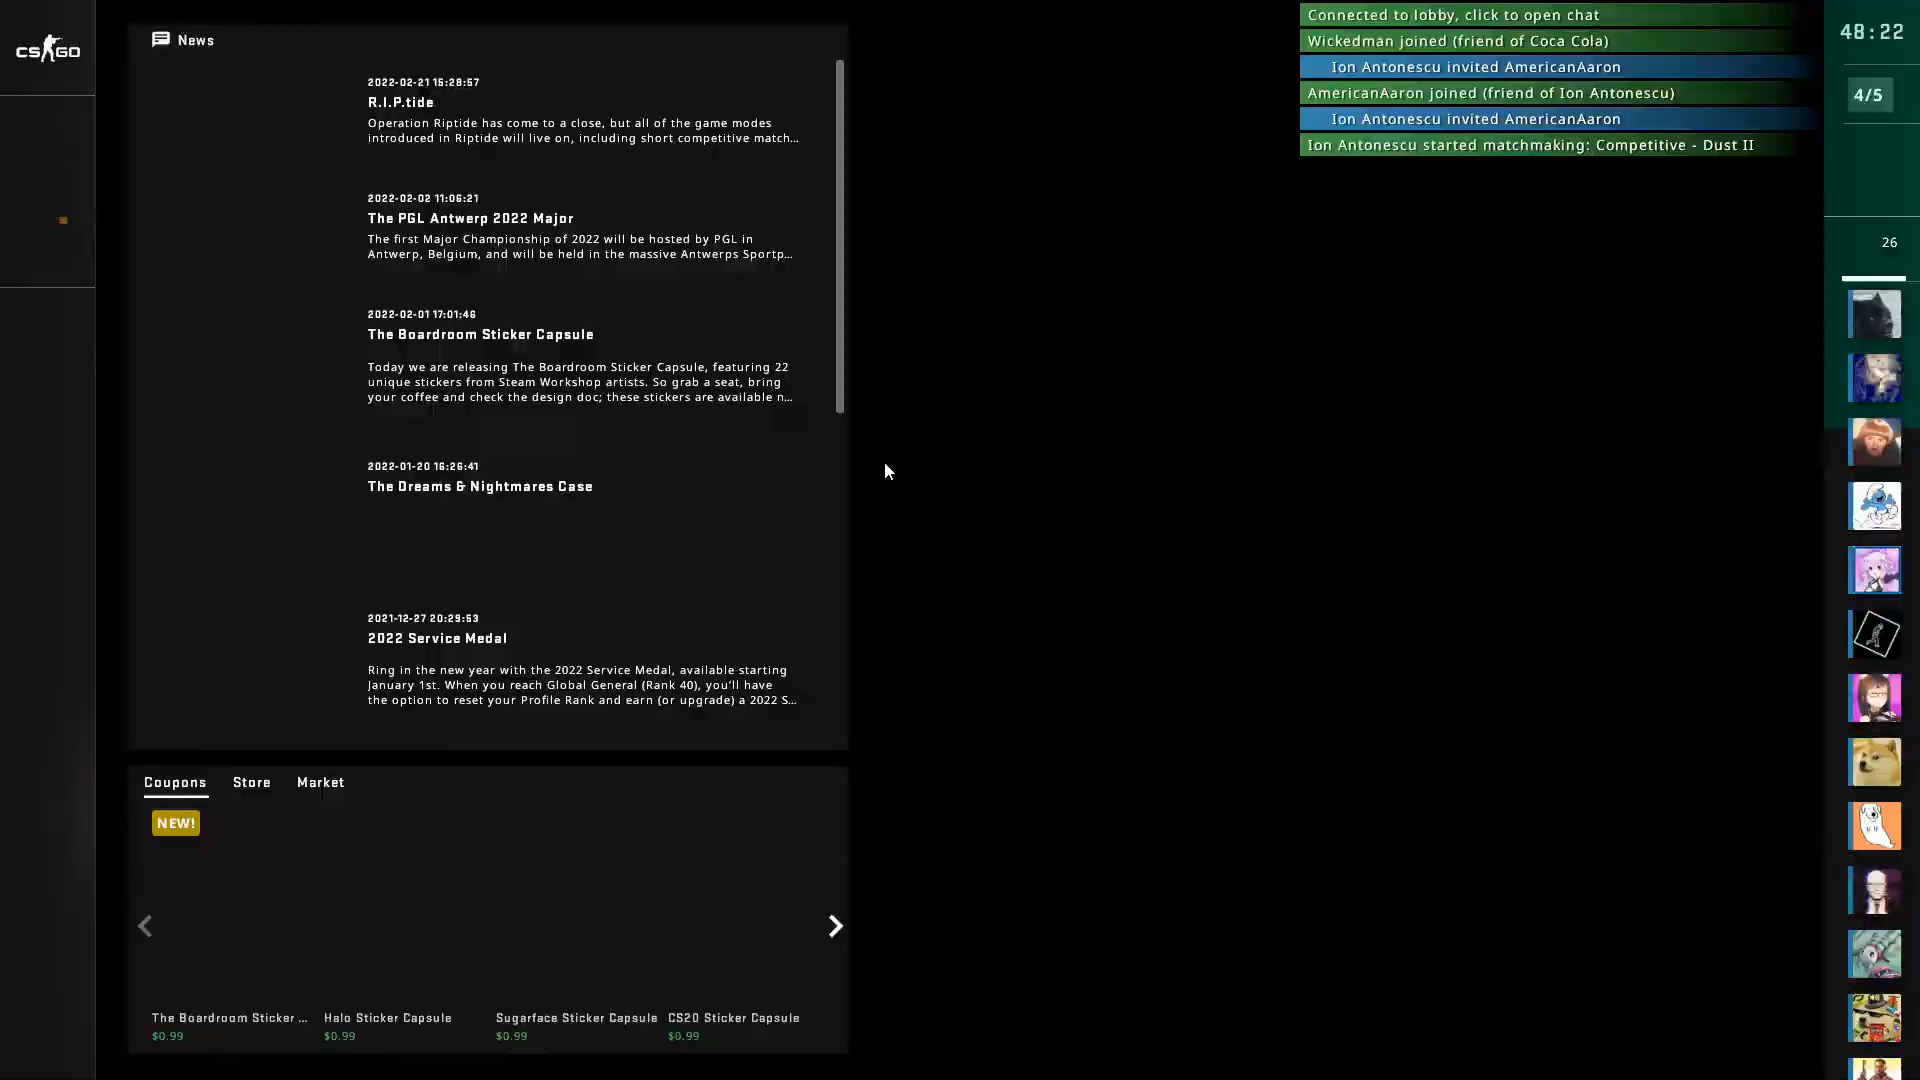 CS GO
News
2022-02-21 15:28:57
R.I.P.tide
Operation Riptide has come to a close, but all of the game modes
introduced in Riptide will live on, including short competitive match...
2022-02-02 11:06:21
The PGL Antwerp 2022 Major
The first Major Championship of 2022 will be hosted by PGL in
Antwerp, Belgium, and will be held in the massive Antwerps Sportp...
2022-02-01 17:01:46
The Boardroom Sticker Capsule
Today we are releasing The Boardroom Sticker Capsule, featuring 22
unique stickers from Steam Workshop artists. So grab a seat, bring
your coffee and check the design doc; these stickers are available n...
2022-01-20 16:26:41
The Dreams & Nightmares Case
2021-12-27 20:29:53
2022 Service Medal
Ring in the new year with the 2022 Service Medal, available starting
January 1st. When you reach Global General (Rank 40), you'll have
the option to reset your Profile Rank and earn (or upgrade) a 2022 S...
Coupons Store Market
NEW!
The Boardroom Sticker ... Halo Sticker Capsule Sugarface Sticker Capsule CS20 Sticker Capsule
$0.99 $0.99 $0.99 $0.99
Connected to lobby, click to open chat
Wickedman joined (friend of Coca Cola)
Ion Antonescu invited AmericanAaron
AmericanAaron joined (friend of Ion Antonescu)
Ion Antonescu invited AmericanAaron
Ion Antonescu started matchmaking: Competitive - Dust II
48:22
4/5
26